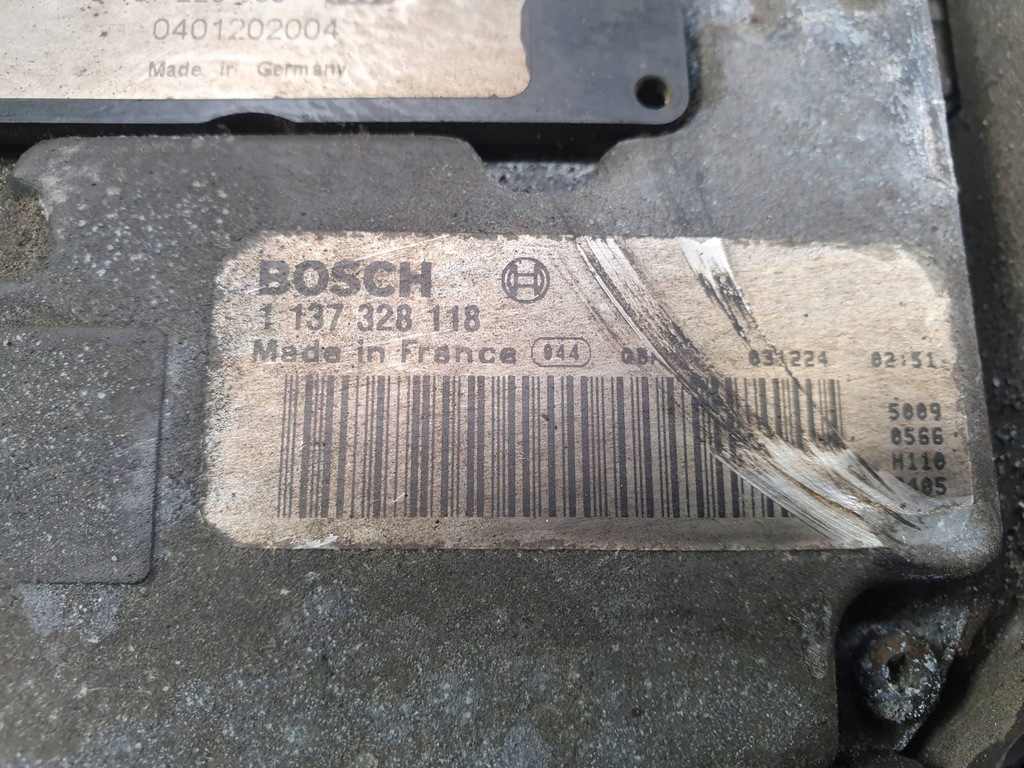 0401202004
Made in Germany
BOSCH
1 137 328 118
Made in France 044 031224 02:51
5009
0566
H110